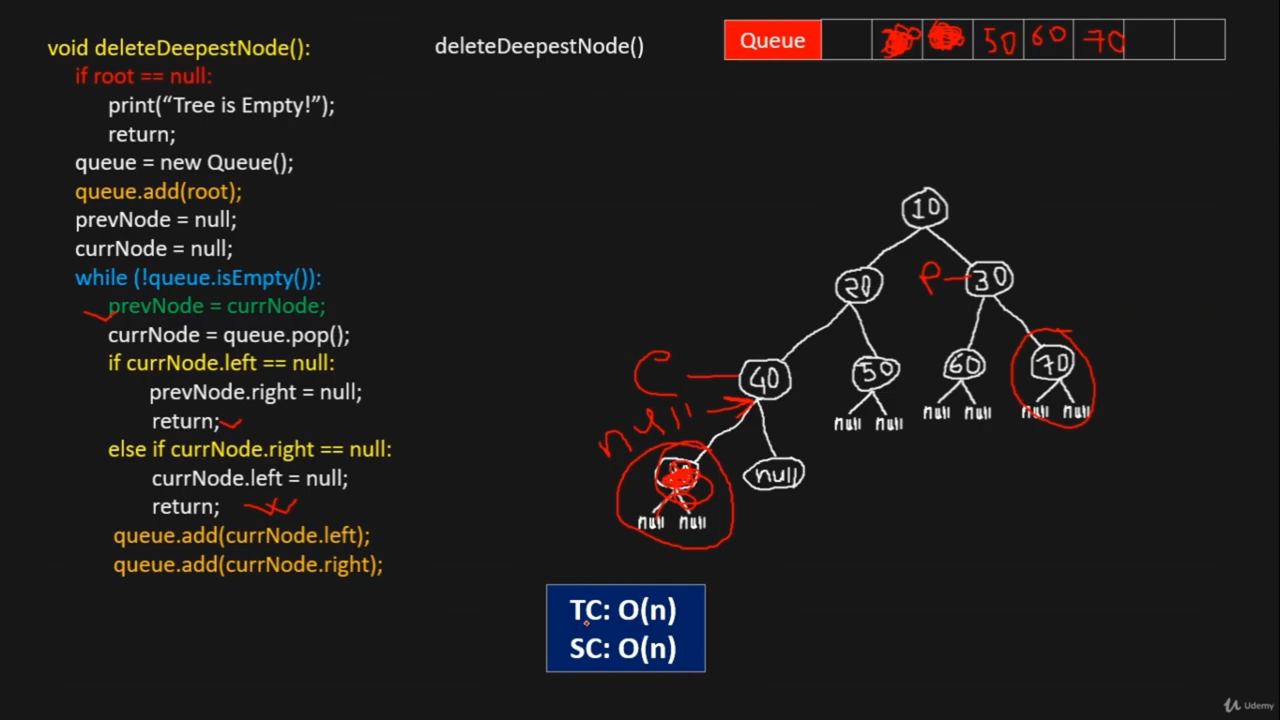 void deleteDeepestNode():
if root == null:
print(“Tree is Empty!”);
return;
queue = new Queue();
queue.add(root);
prevNode = null;
currNode = null;
while (!queue.isEmpty()):
prevNode = currNode;
currNode = queue.pop();
if currNode.left == null:
prevNode.right = null;
return;
else if currNode.right == null:
currNode.left = null;
return;
queue.add(currNode.left);
queue.add(currNode.right);
deleteDeepestNode()
Queue 50 60 70
10
20 P 30
C 40 50 60 70
null null null null null null
null
null
null null
TC: O(n)
SC: O(n)
Udemy